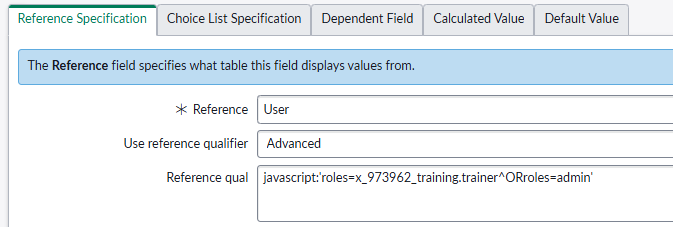 Reference Specification Choice List Specification Dependent Field Calculated Value Default Value
The Reference field specifies what table this field displays values from.
Reference User
Use reference qualifier Advanced
Reference qual javascript:'roles=x_973962_training.trainer^ORroles=admin'